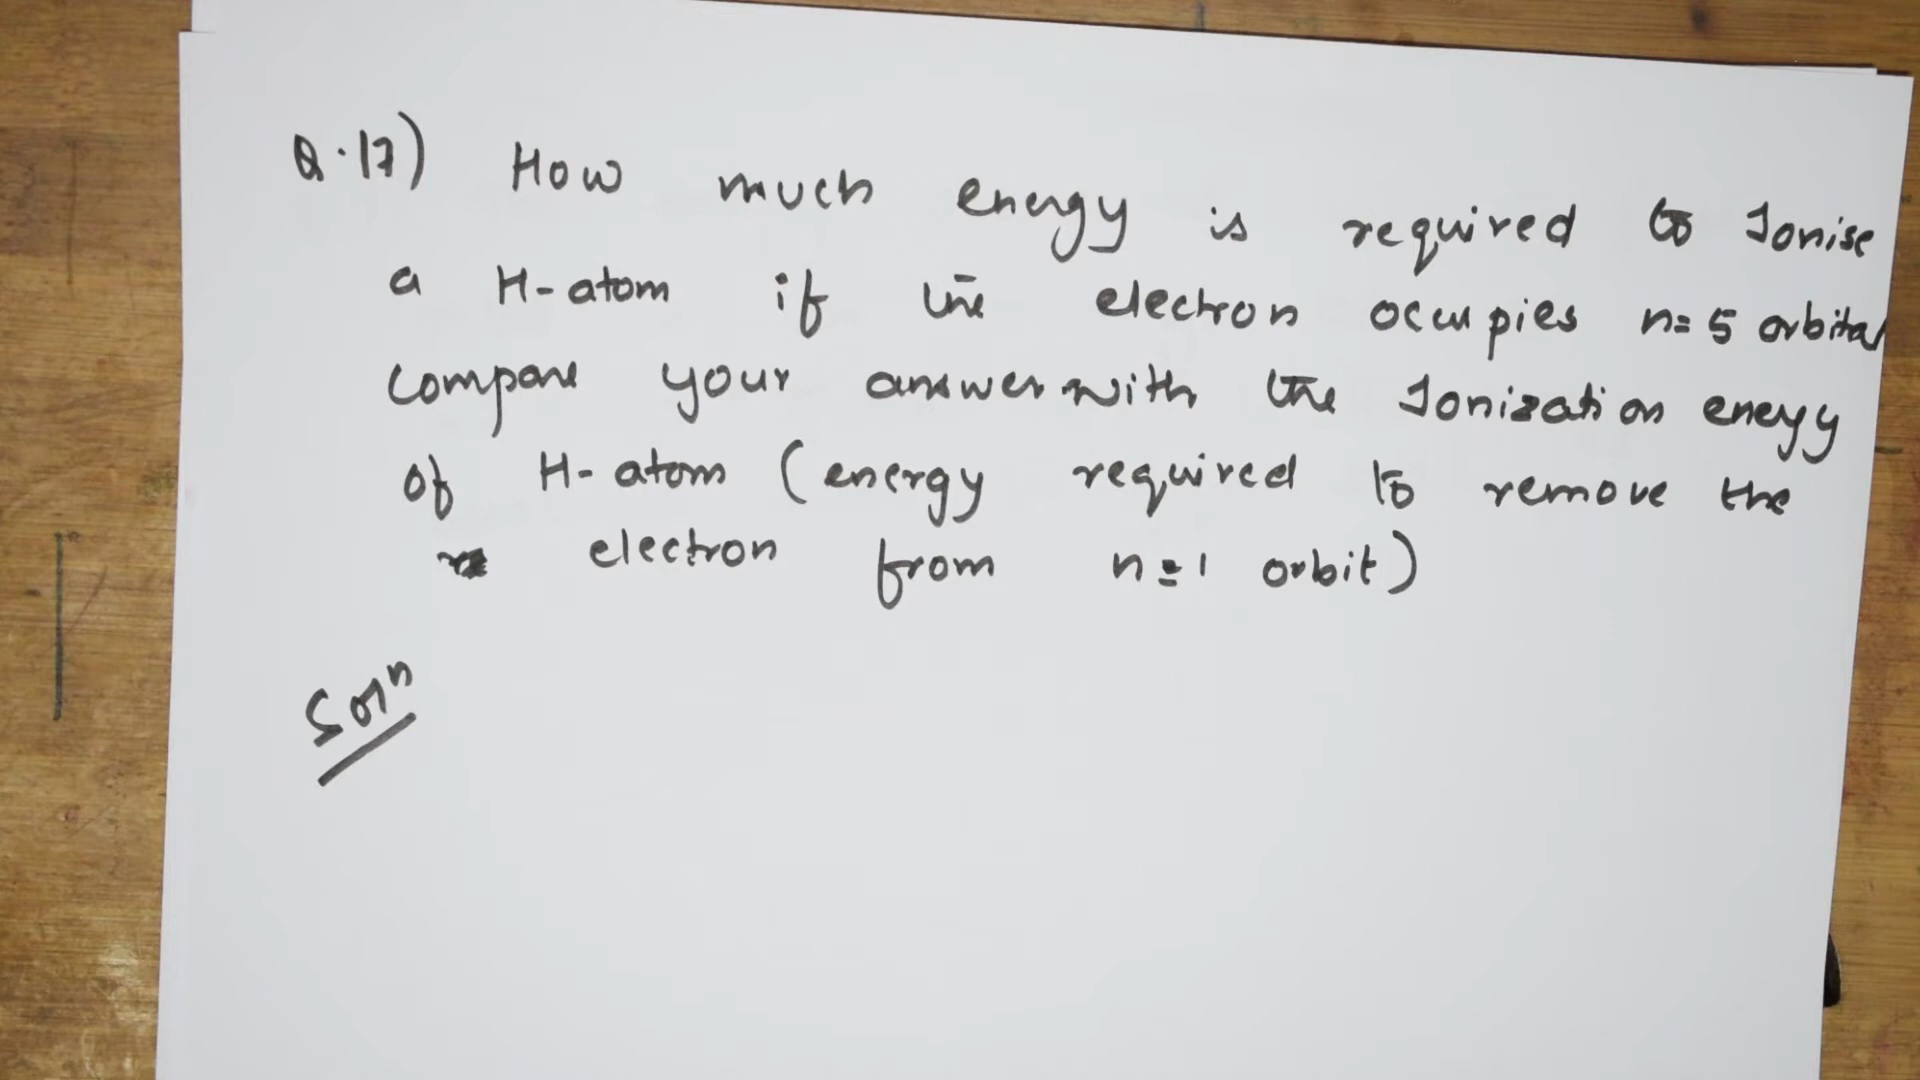 Q.17) How much energy is required to Ionise
a H-atom if the electron occupies n=5 orbital
compare your answer with the Ionization energy
of H-atom (energy required to remove the
electron from n=1 orbit)
Solⁿ